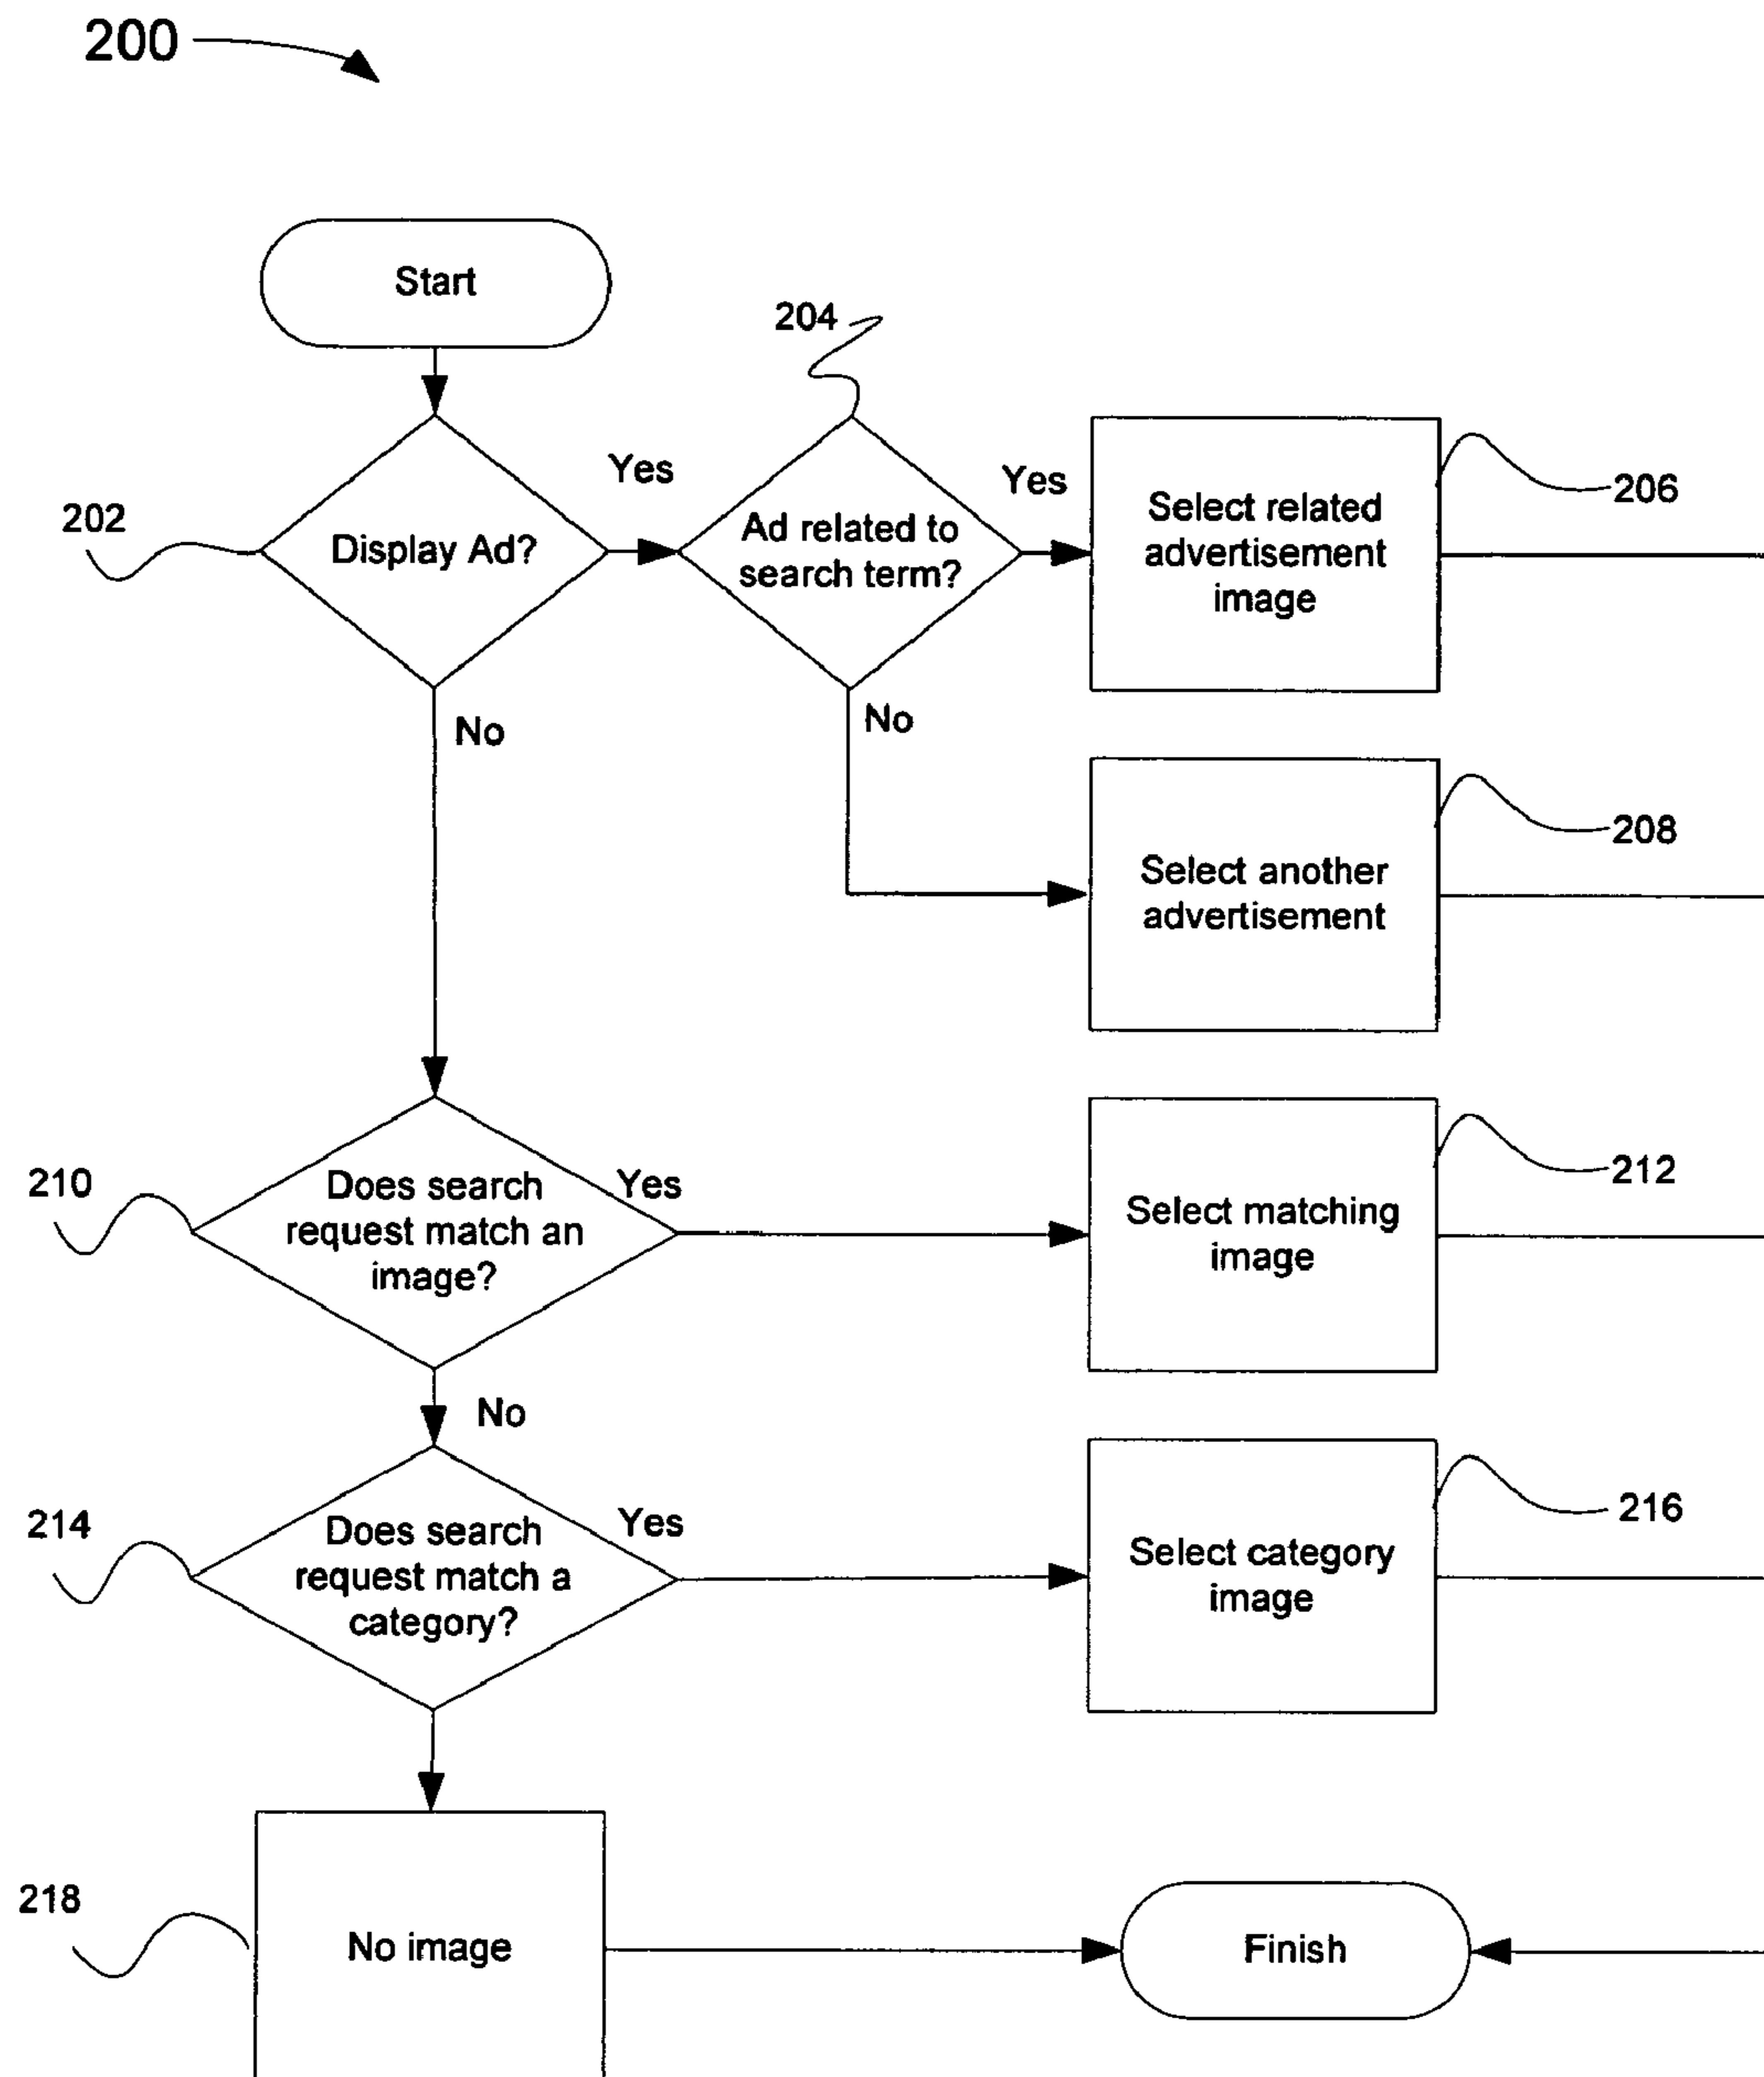 200
Start
204
Yes
Yes
202
Display Ad?
Ad related to
search term?
Select related
advertisement
image
206
No
No
Select another
advertisement
208
210
Does search
request match an
image?
Yes
Select matching
image
212
No
214
Does search
request match a
category?
Yes
Select category
image
216
218
No image
Finish